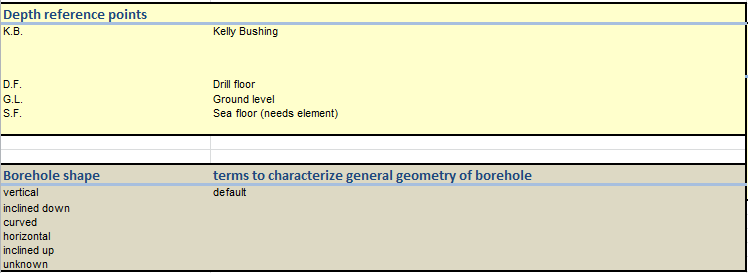 Depth reference points
K.B. Kelly Bushing
D.F. Drill floor
G.L. Ground level
S.F. Sea floor (needs element)
Borehole shape terms to characterize general geometry of borehole
vertical default
inclined down
curved
horizontal
inclined up
unknown